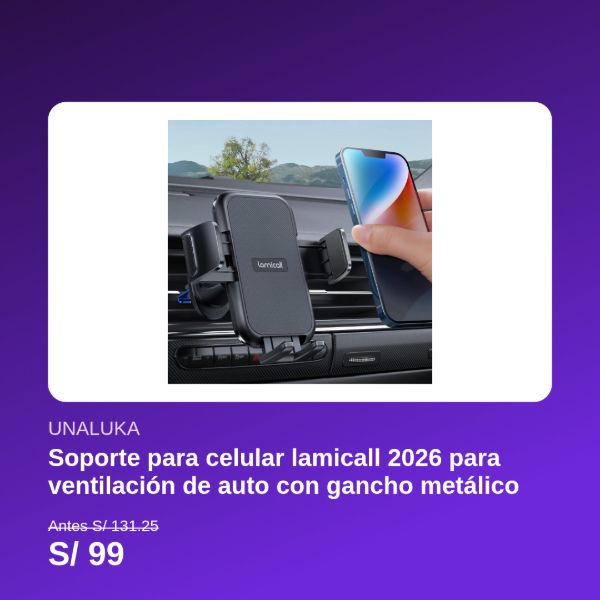 lamicall
UNALUKA
Soporte para celular lamicall 2026 para
ventilación de auto con gancho metálico
Antes S/ 131.25
S/ 99